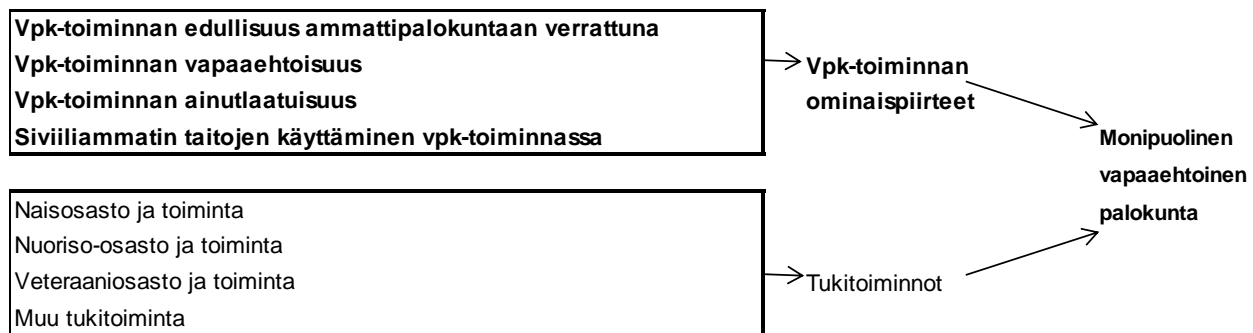 Vpk-toiminnan edullisuus ammattipalokuntaan verrattuna
Vpk-toiminnan vapaaehtoisuus
Vpk-toiminnan ainutlaatuisuus
Siviiliammatin taitojen käyttäminen vpk-toiminnassa
Vpk-toiminnan
ominaispiirteet
Monipuolinen
vapaaehtoinen
palokunta
Naisosasto ja toiminta
Nuoriso-osasto ja toiminta
Veteraaniosasto ja toiminta
Muu tukitoiminta
Tukitoiminnot